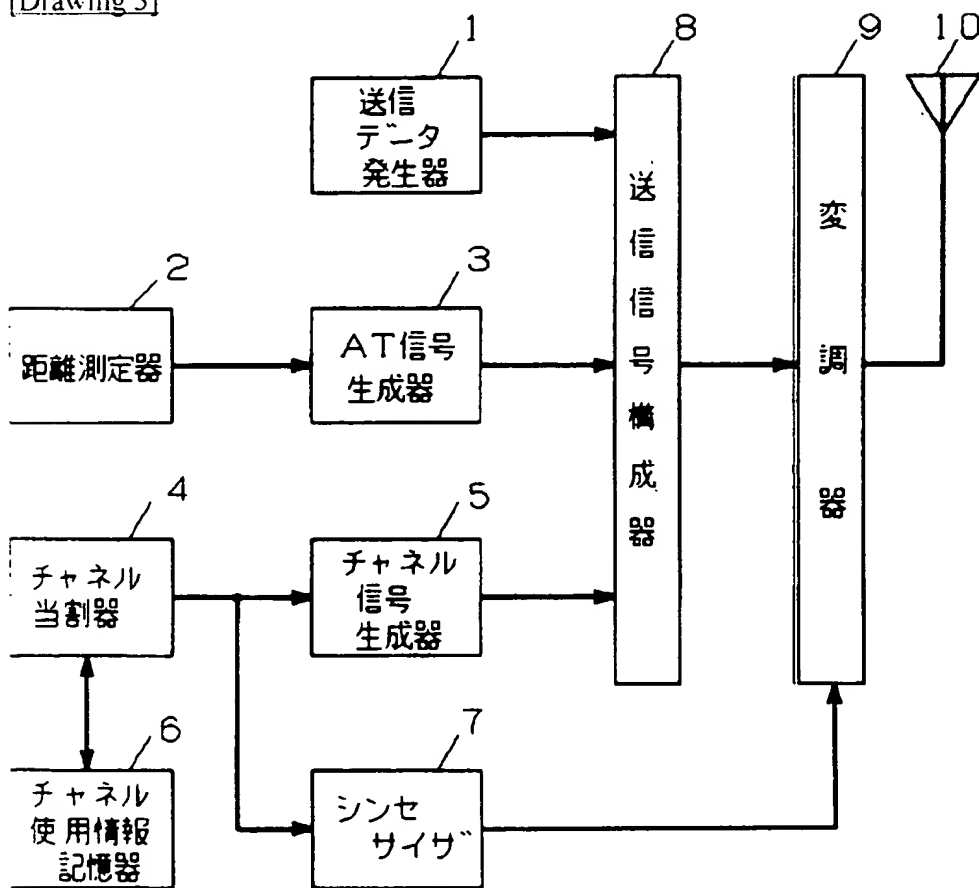 [Drawing 3]
1
8
9
10
送信
データ
発生器
送信信号構成器
変調器
2
3
距離測定器
AT信号
生成器
4
5
チャネル
当割器
チャネル
信号
生成器
6
7
チャネル
使用情報
記憶器
シンセ
サイザ